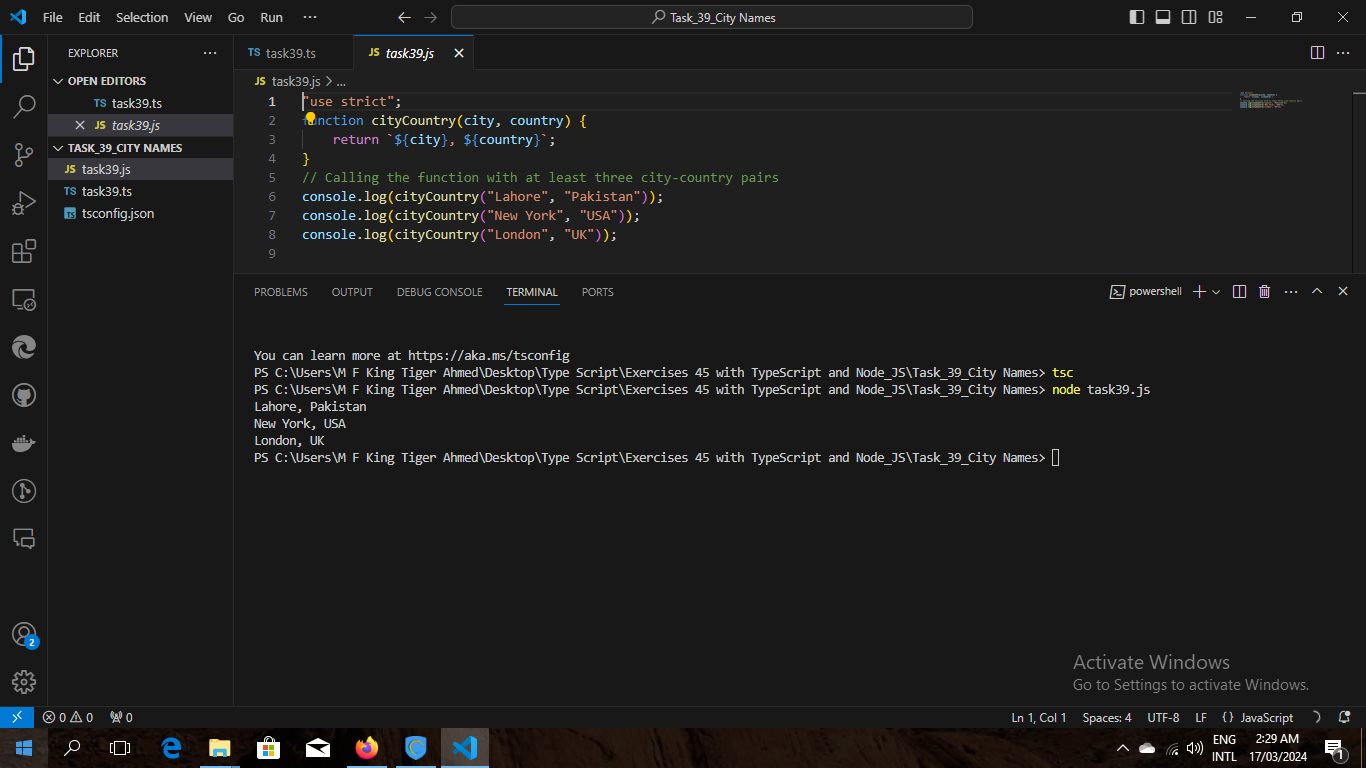 File Edit Selection View Go Run ··· Task_39_City Names
EXPLORER ···
OPEN EDITORS
TS task39.ts
JS task39.js
TASK_39_CITY NAMES
JS task39.js
TS task39.ts
TS tsconfig.json
TS task39.ts JS task39.js
JS task39.js > ...
1 "use strict";
2 function cityCountry(city, country) {
3 return `${city}, ${country}`;
4 }
5 // Calling the function with at least three city-country pairs
6 console.log(cityCountry("Lahore", "Pakistan"));
7 console.log(cityCountry("New York", "USA"));
8 console.log(cityCountry("London", "UK"));
9
PROBLEMS OUTPUT DEBUG CONSOLE TERMINAL PORTS powershell
You can learn more at https://aka.ms/tsconfig
PS C:\Users\M F King Tiger Ahmed\Desktop\Type Script\Exercises 45 with TypeScript and Node_JS\Task_39_City Names> tsc
PS C:\Users\M F King Tiger Ahmed\Desktop\Type Script\Exercises 45 with TypeScript and Node_JS\Task_39_City Names> node task39.js
Lahore, Pakistan
New York, USA
London, UK
PS C:\Users\M F King Tiger Ahmed\Desktop\Type Script\Exercises 45 with TypeScript and Node_JS\Task_39_City Names>
Activate Windows
Go to Settings to activate Windows.
2
0 0 0 Ln 1, Col 1 Spaces: 4 UTF-8 LF {} JavaScript
ENG 2:29 AM
INTL 17/03/2024 1